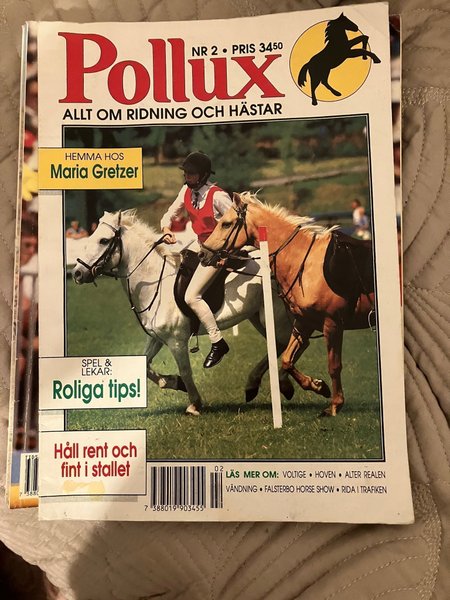 NR 2 • PRIS 34.50
Pollux
ALLT OM RIDNING OCH HÄSTAR
HEMMA HOS
Maria Gretzer
SPEL &
LEKAR:
Roliga tips!
Håll rent och
fint i stallet
02
7 388019 903455
LÄS MER OM: VOLTIGE • HOVEN • ALTER REALEN
VÄNDNING • FALSTERBO HORSE SHOW • RIDA I TRAFIKEN